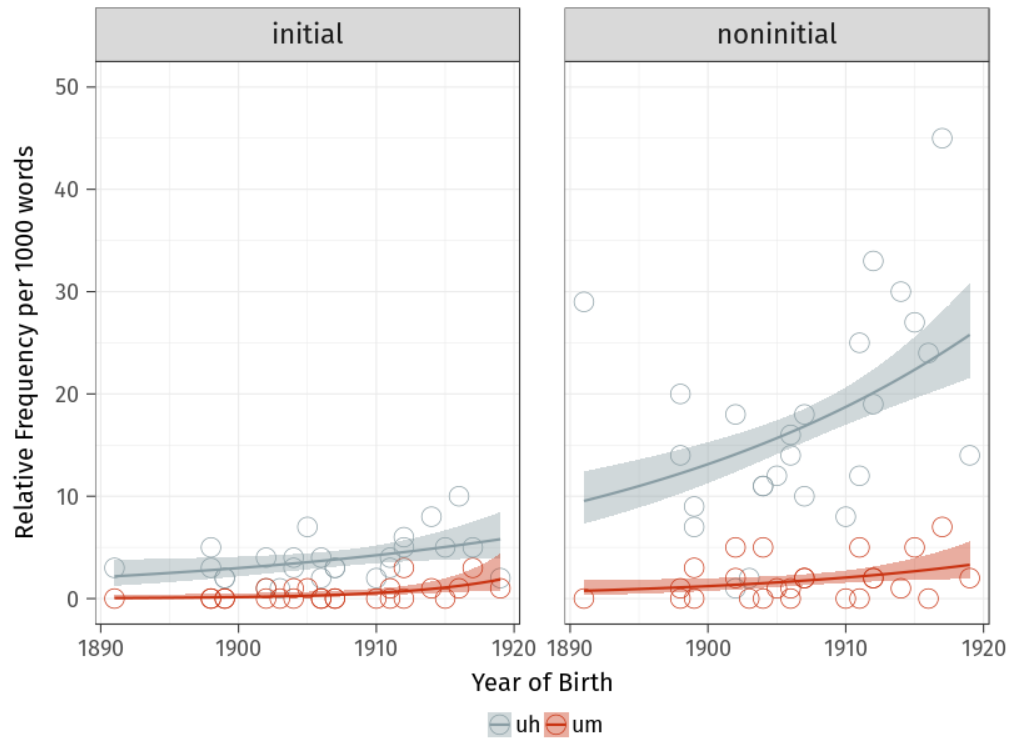 initial noninitial
50
40
30
20
10
0
Relative Frequency per 1000 words
1890 1900 1910 1920 1890 1900 1910 1920
Year of Birth
uh um